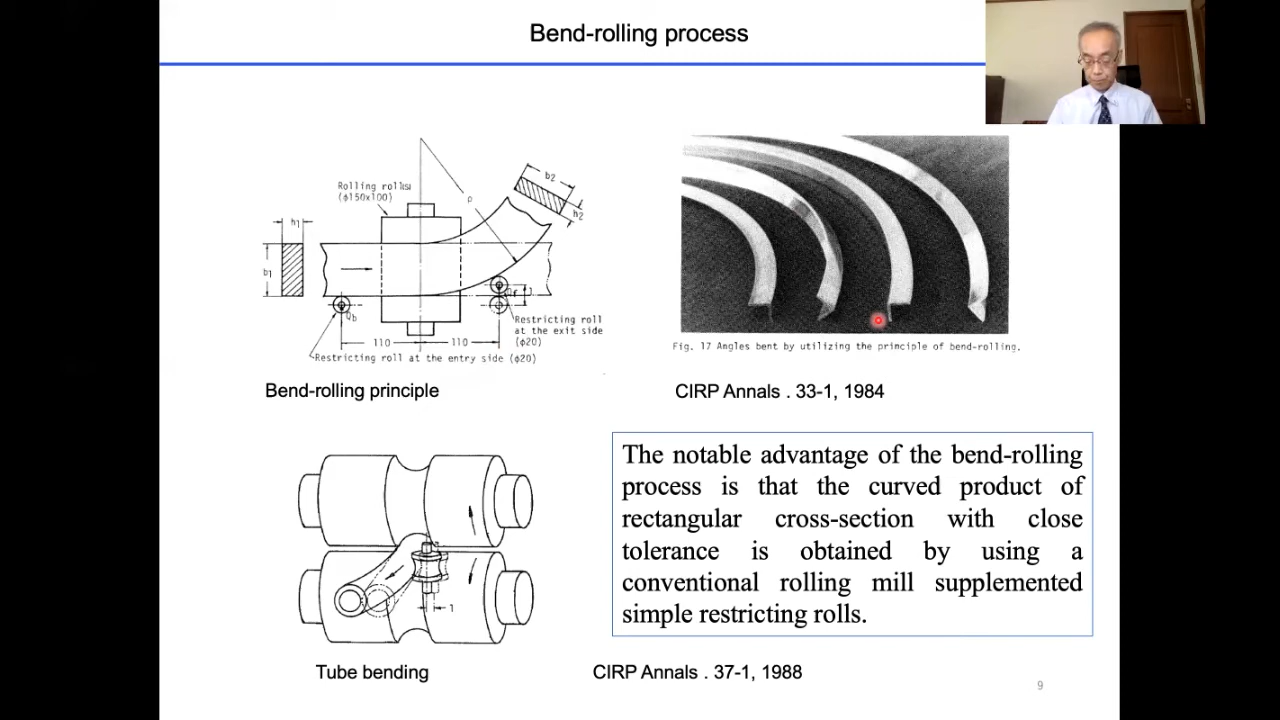 Bend-rolling process
Rolling roll(s)
(φ150x100)
b2
h2
ρ
h1
b1
Qb
Qf
l
110
110
Restricting roll
at the exit side
(φ20)
Restricting roll at the entry side (φ20)
Bend-rolling principle
Fig. 17 Angles bent by utilizing the principle of bend-rolling.
CIRP Annals . 33-1, 1984
The notable advantage of the bend-rolling
process is that the curved product of
rectangular cross-section with close
tolerance is obtained by using a
conventional rolling mill supplemented
simple restricting rolls.
l
Tube bending
CIRP Annals . 37-1, 1988
9